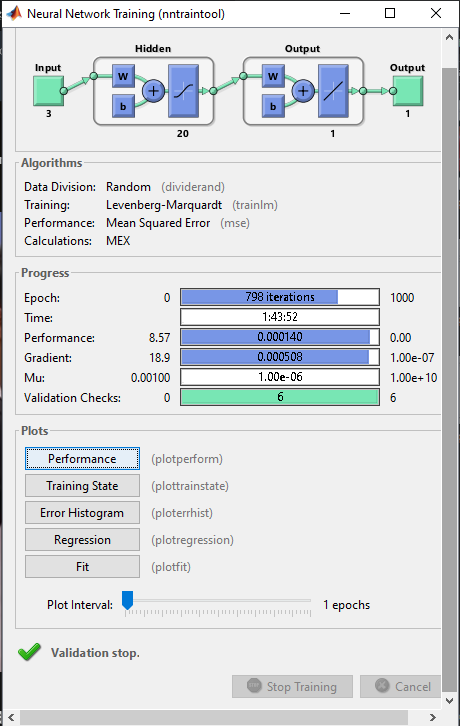 Neural Network Training (nntraintool)
Hidden Output
Input Output
W W
b b
3 1
20 1
Algorithms
Data Division: Random (dividerand)
Training: Levenberg-Marquardt (trainlm)
Performance: Mean Squared Error (mse)
Calculations: MEX
Progress
Epoch: 0 798 iterations 1000
Time: 1:43:52
Performance: 8.57 0.000140 0.00
Gradient: 18.9 0.000508 1.00e-07
Mu: 0.00100 1.00e-06 1.00e+10
Validation Checks: 0 6 6
Plots
Performance (plotperform)
Training State (plottrainstate)
Error Histogram (ploterrhist)
Regression (plotregression)
Fit (plotfit)
Plot Interval: 1 epochs
Validation stop.
Stop Training Cancel